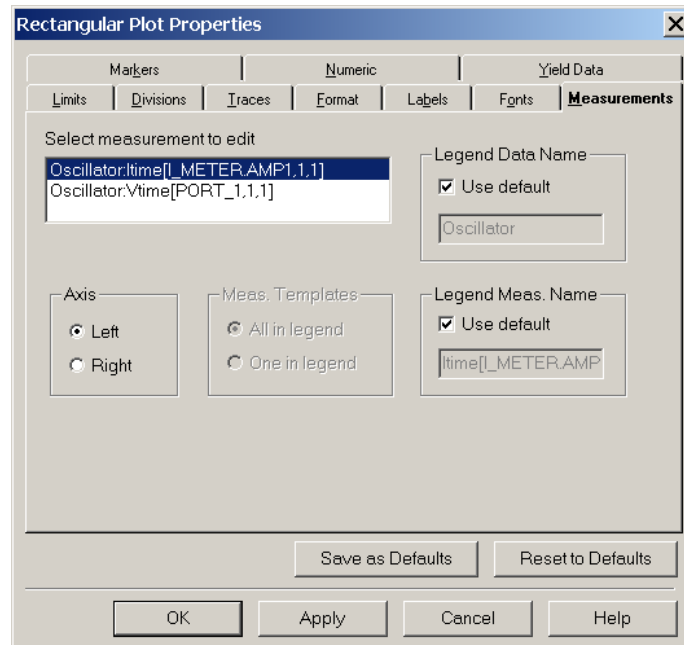 Rectangular Plot Properties
Markers Numeric Yield Data
Limits Divisions Traces Format Labels Fonts Measurements
Select measurement to edit
Oscillator:Itime[I_METER.AMP1,1,1]
Oscillator:Vtime[PORT_1,1,1]
Legend Data Name
Use default
Oscillator
Axis
Left
Right
Meas. Templates
All in legend
One in legend
Legend Meas. Name
Use default
Itime[I_METER.AMP
Save as Defaults Reset to Defaults
OK Apply Cancel Help